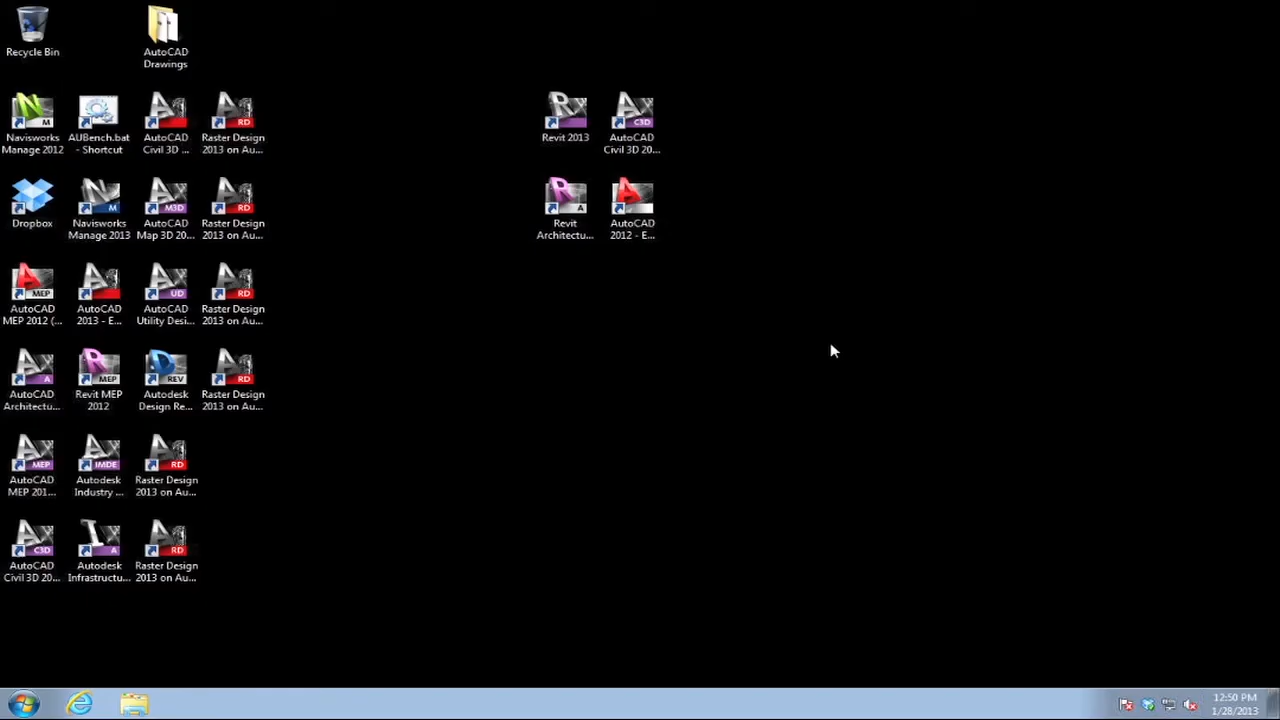 Recycle Bin
AutoCAD
Drawings
Navisworks
Manage 2012
AUBench.bat
- Shortcut
AutoCAD
Civil 3D ...
Raster Design
2013 on Au...
Revit 2013
AutoCAD
Civil 3D 20...
Dropbox
Navisworks
Manage 2013
AutoCAD
Map 3D 20...
Raster Design
2013 on Au...
Revit
Architectu...
AutoCAD
2012 - E...
AutoCAD
MEP 2012 (...
AutoCAD
2013 - E...
AutoCAD
Utility Desi...
Raster Design
2013 on Au...
AutoCAD
Architectu...
Revit MEP
2012
Autodesk
Design Re...
Raster Design
2013 on Au...
AutoCAD
MEP 201...
Autodesk
Industry ...
Raster Design
2013 on Au...
AutoCAD
Civil 3D 20...
Autodesk
Infrastructu...
Raster Design
2013 on Au...
12:50 PM
1/28/2013